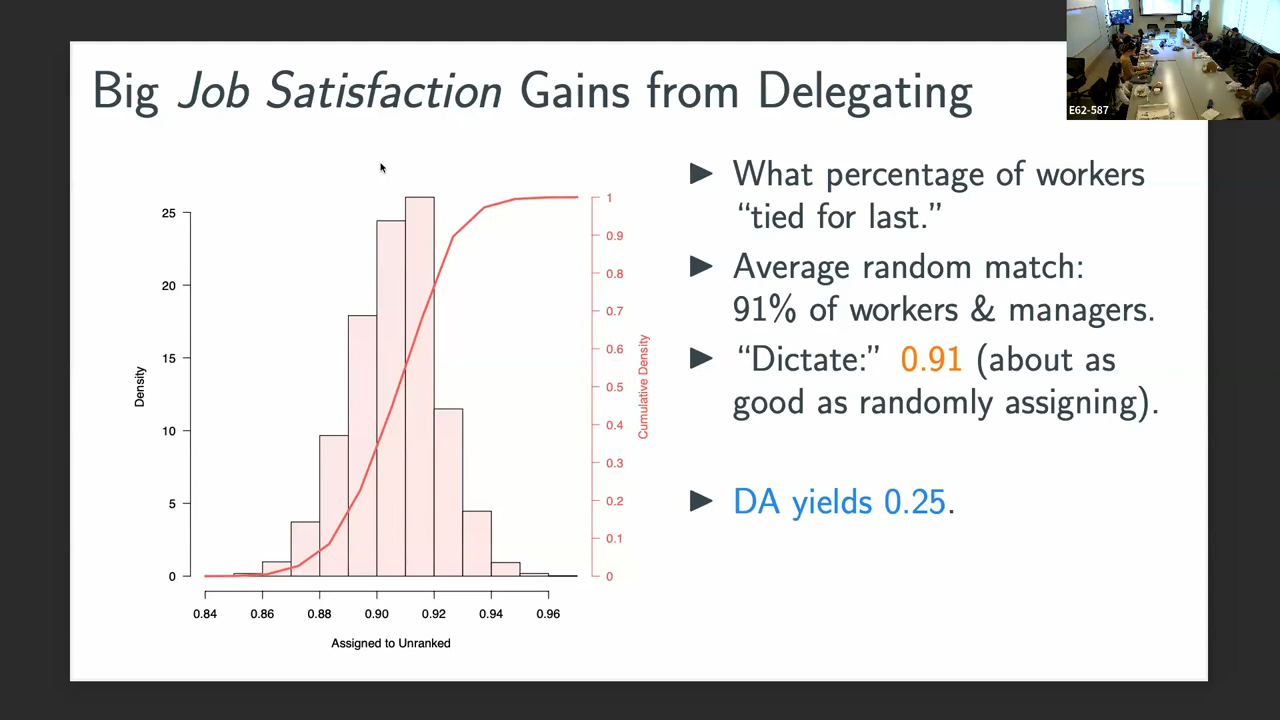 Big Job Satisfaction Gains from Delegating
E62-587
25
20
15
10
5
0
Density
1
0.9
0.8
0.7
0.6
0.5
0.4
0.3
0.2
0.1
0
Cumulative Density
0.84
0.86
0.88
0.90
0.92
0.94
0.96
Assigned to Unranked
What percentage of workers
“tied for last.”
Average random match:
91% of workers & managers.
“Dictate:” 0.91 (about as
good as randomly assigning).
DA yields 0.25.